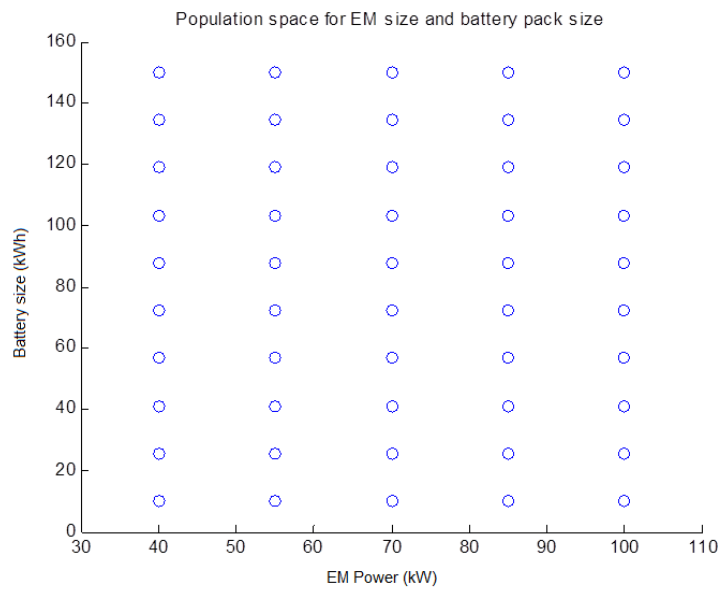 Population space for EM size and battery pack size
160
140
120
100
80
60
40
20
0
Battery size (kWh)
30 40 50 60 70 80 90 100 110
EM Power (kW)